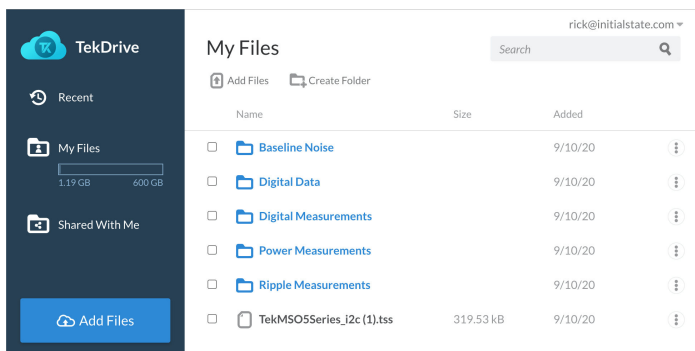 rick@initialstate.com
TK
TekDrive
My Files
Search
Add Files Create Folder
Recent
Name Size Added
My Files
1.19 GB 600 GB
Baseline Noise 9/10/20
Digital Data 9/10/20
Shared With Me
Digital Measurements 9/10/20
Power Measurements 9/10/20
Ripple Measurements 9/10/20
Add Files
TekMSO5Series_i2c (1).tss 319.53 kB 9/10/20